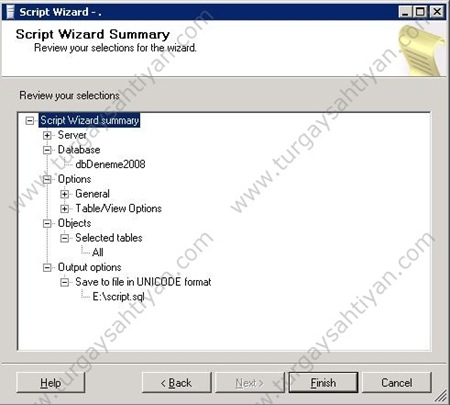 Script Wizard - .
Script Wizard Summary
Review your selections for the wizard.
Review your selections
Script Wizard summary
Server
Database
dbDeneme2008
Options
General
Table/View Options
Objects
Selected tables
All
Output options
Save to file in UNICODE format
E:\script.sql
Help
< Back
Next >
Finish
Cancel
www.turgaysahtiyan.com
www.turgaysahtiyan.com
www.turgaysahtiyan.com
www.turgaysahtiyan.com